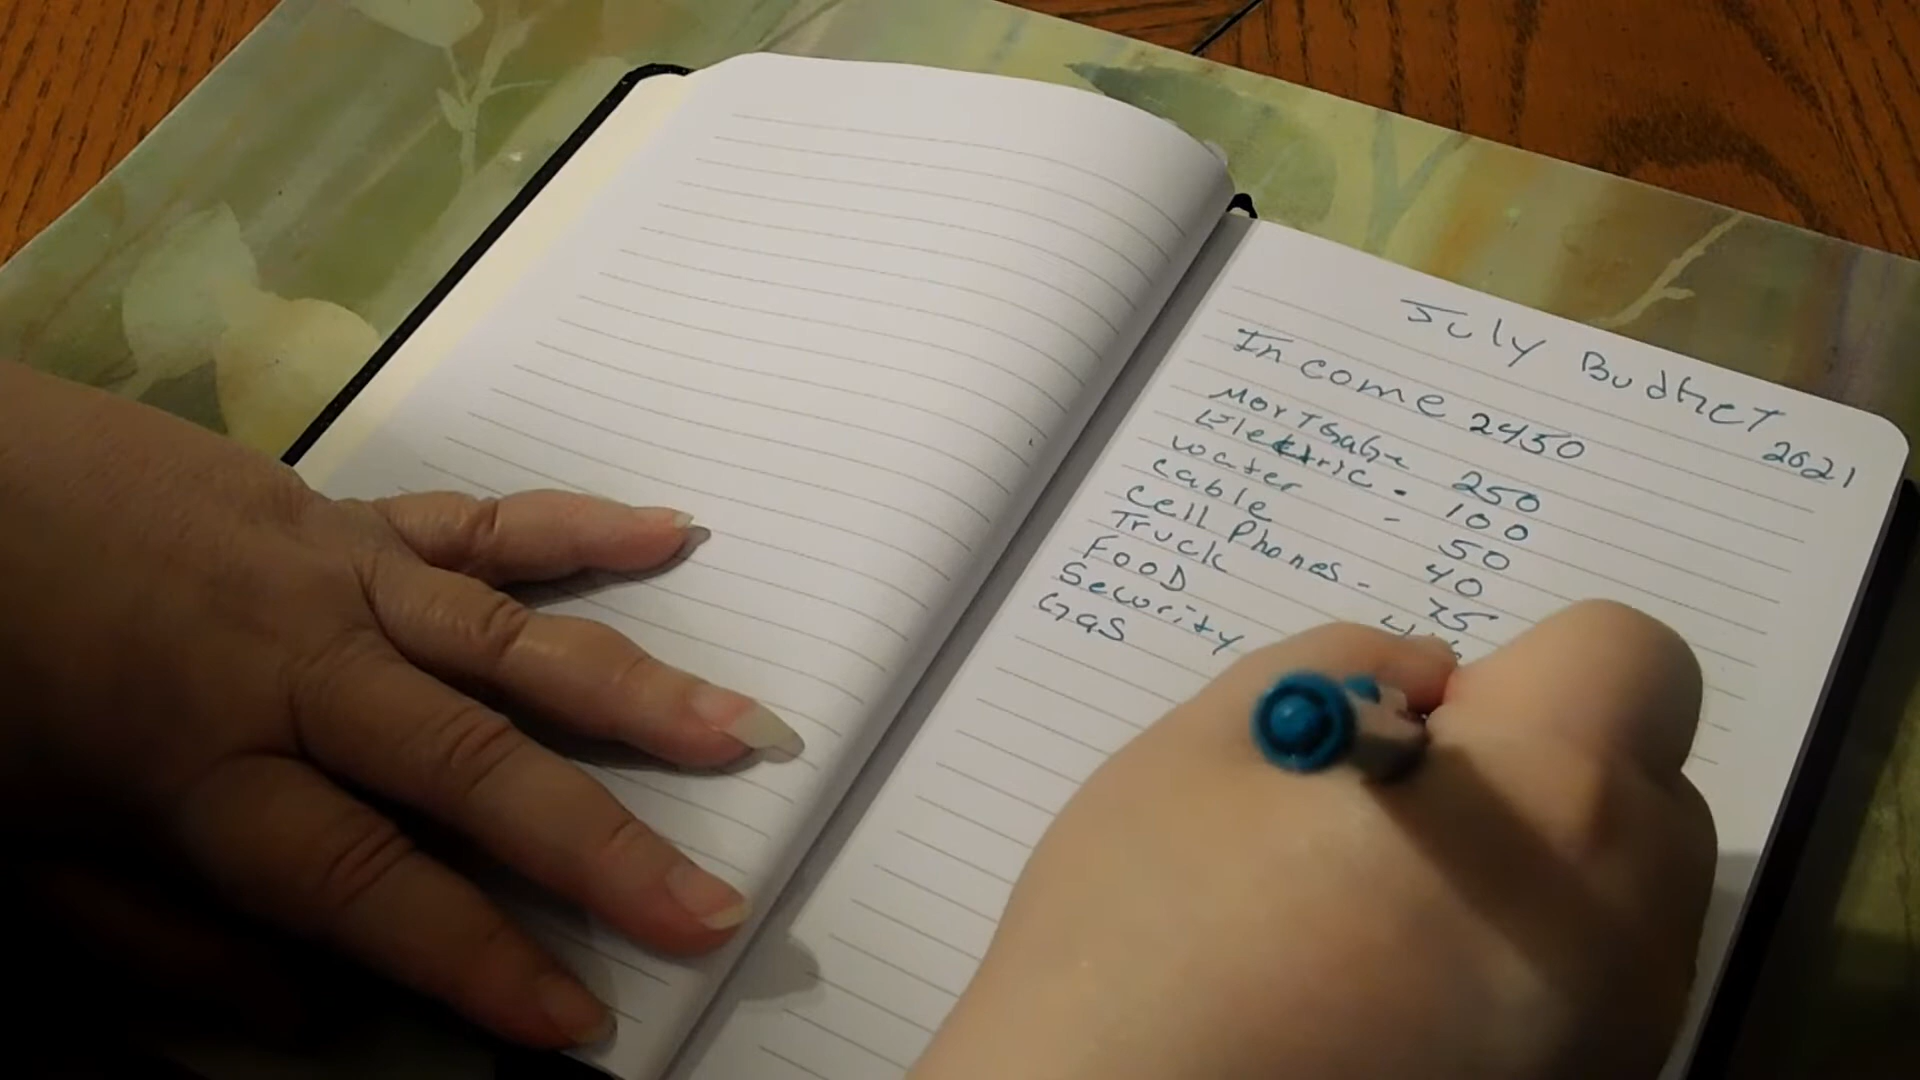 July Budget
2021
Income 2450
Mortgage 250
Electric - 100
water - 50
cable 40
Cell Phones - 75
Truck
Food
Security
Gas